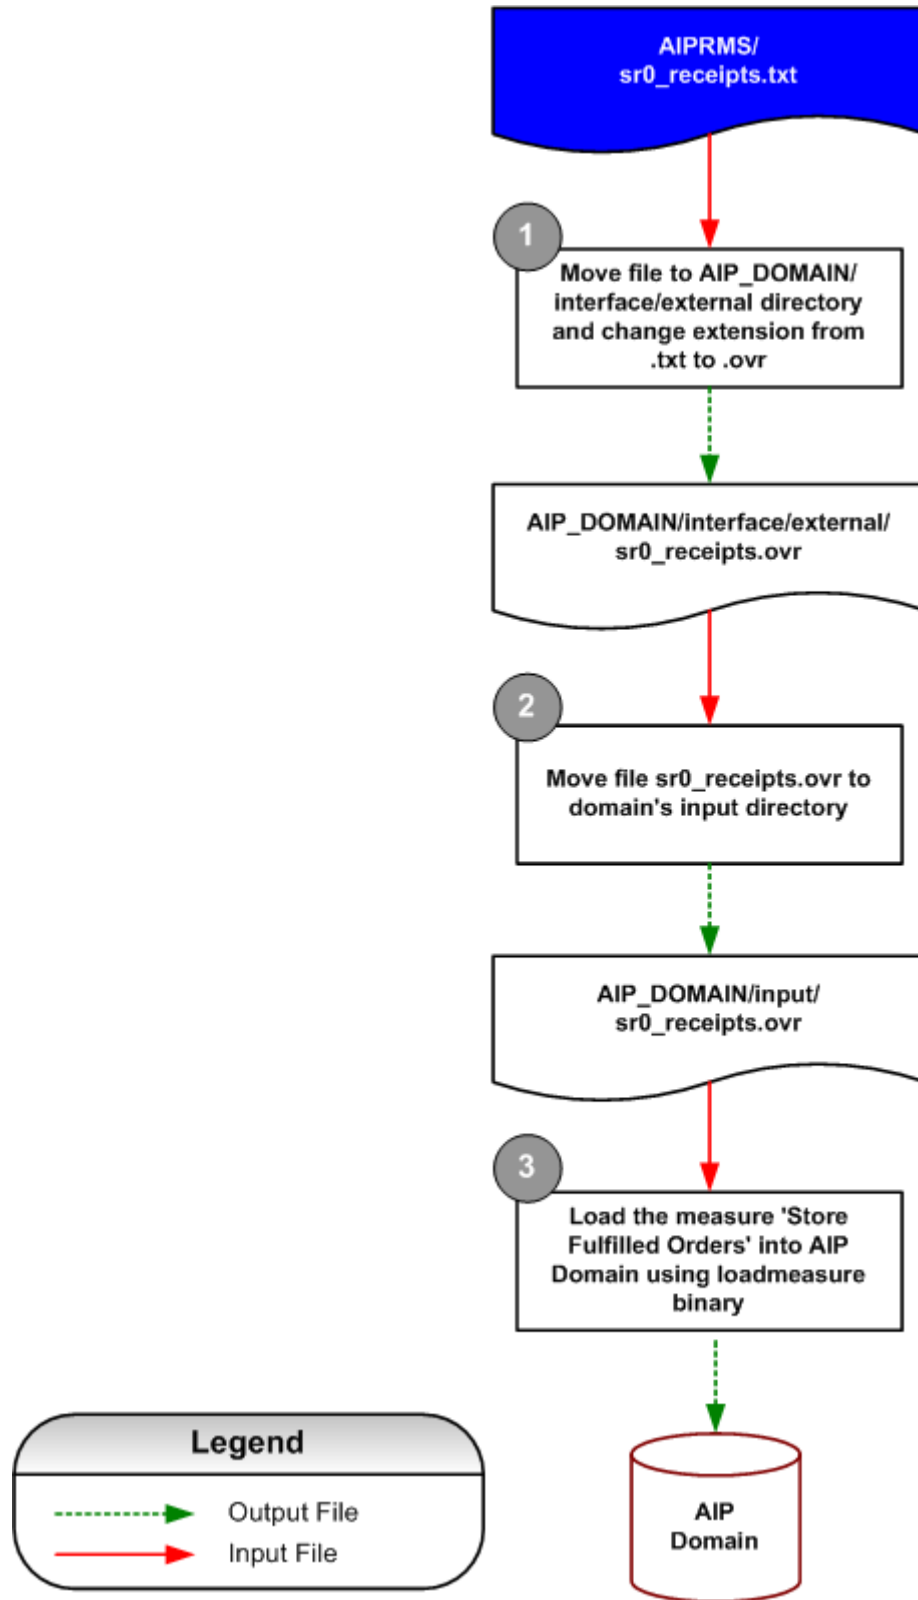 AIPRMS/
sr0_receipts.txt
1
Move file to AIP_DOMAIN/
interface/external directory
and change extension from
.txt to .ovr
AIP_DOMAIN/interface/external/
sr0_receipts.ovr
2
Move file sr0_receipts.ovr to
domain's input directory
AIP_DOMAIN/input/
sr0_receipts.ovr
3
Load the measure 'Store
Fulfilled Orders' into AIP
Domain using loadmeasure
binary
AIP
Domain
Legend
Output File
Input File